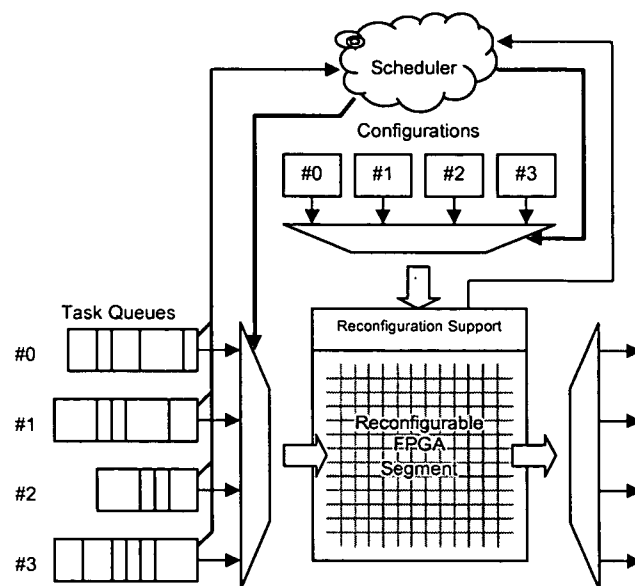 Scheduler
Configurations
#0 #1 #2 #3
Task Queues
Reconfiguration Support
#0
#1
Reconfigurable
FPGA
Segment
#2
#3